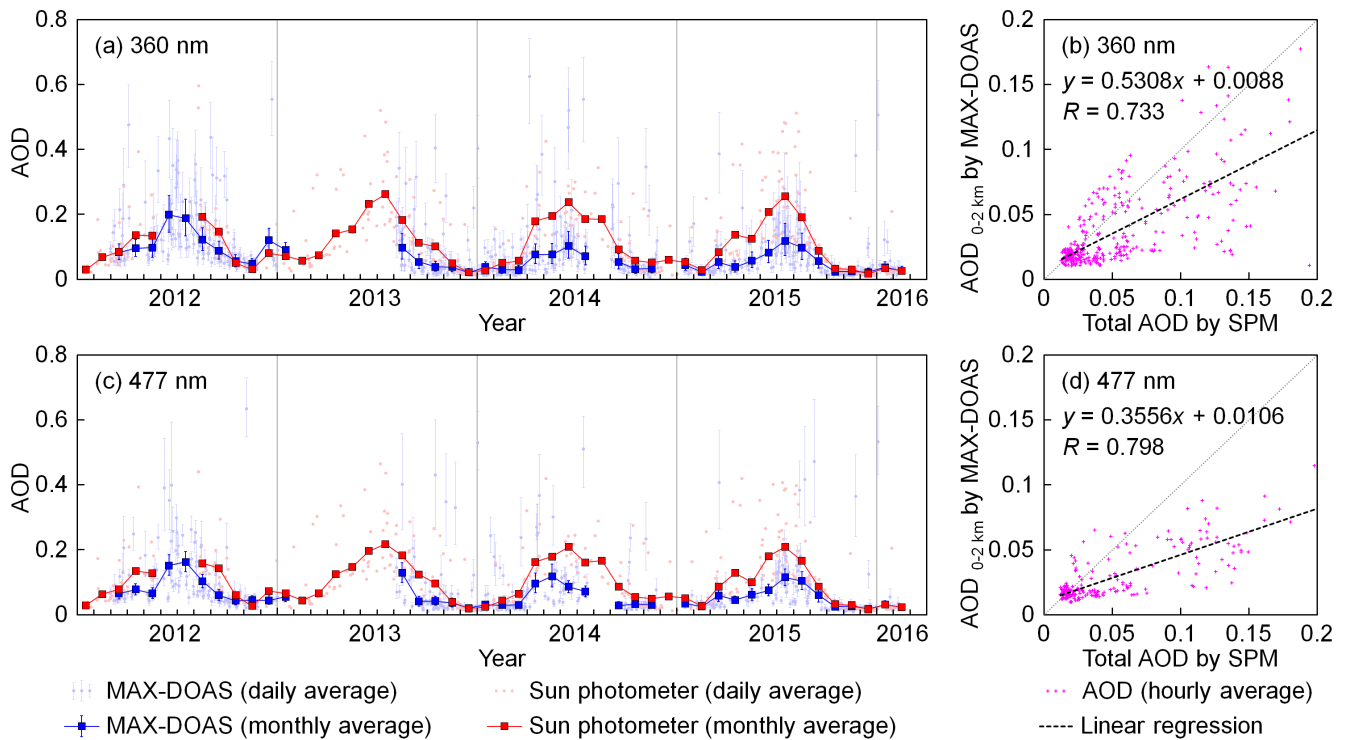 (a) 360 nm
0.8
0.6
0.4
0.2
0
AOD
2012 2013 2014 2015 2016
Year
(b) 360 nm
y = 0.5308x + 0.0088
R = 0.733
0.2
0.15
0.1
0.05
0
AOD 0-2 km by MAX-DOAS
0 0.05 0.1 0.15 0.2
Total AOD by SPM
(c) 477 nm
0.8
0.6
0.4
0.2
0
AOD
2012 2013 2014 2015 2016
Year
(d) 477 nm
y = 0.3556x + 0.0106
R = 0.798
0.2
0.15
0.1
0.05
0
AOD 0-2 km by MAX-DOAS
0 0.05 0.1 0.15 0.2
Total AOD by SPM
MAX-DOAS (daily average) Sun photometer (daily average) AOD (hourly average)
MAX-DOAS (monthly average) Sun photometer (monthly average) Linear regression